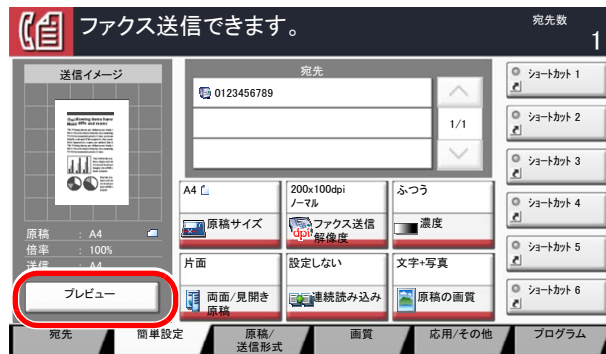 ファクス送信できます。
宛先数
1
送信イメージ
原稿 : A4
倍率 : 100%
送信 : A4
プレビュー
宛先
0123456789
1/1
A4
原稿サイズ
200x100dpi
ノーマル
dpi
ファクス送信
解像度
ふつう
濃度
片面
両面/見開き
原稿
設定しない
連続読み込み
文字+写真
原稿の画質
ショートカット 1
ショートカット 2
ショートカット 3
ショートカット 4
ショートカット 5
ショートカット 6
宛先
簡単設定
原稿/
送信形式
画質
応用/その他
プログラム